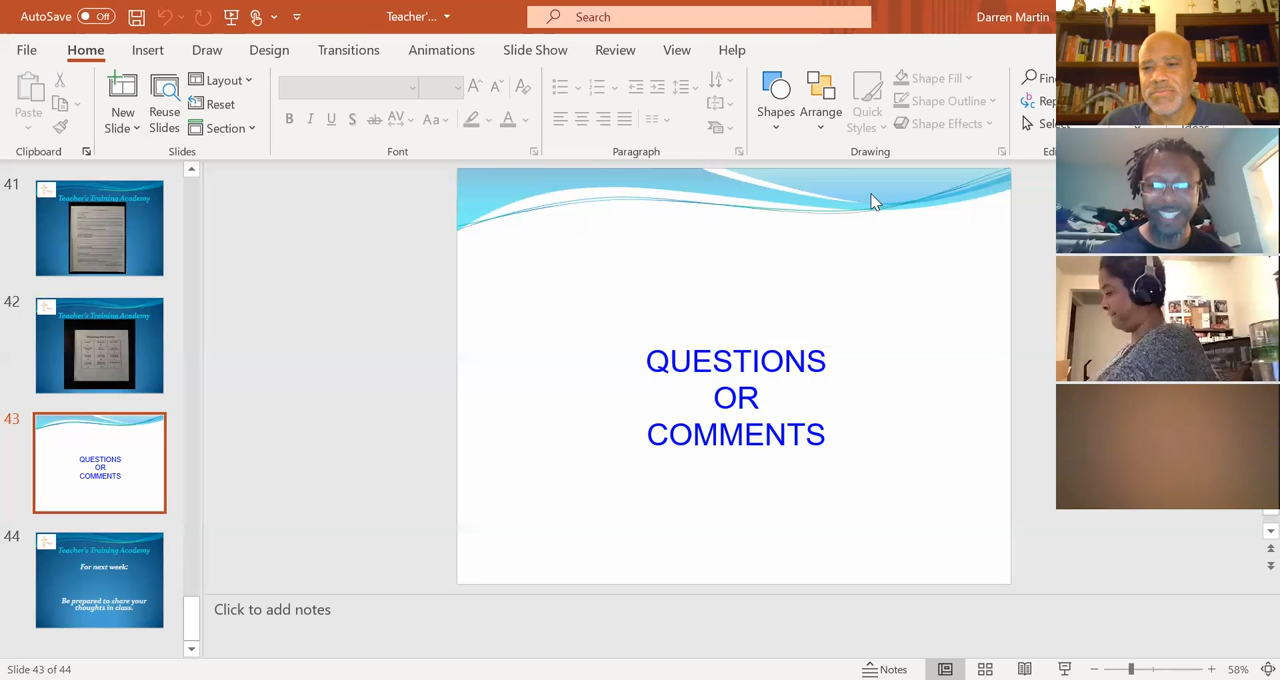 AutoSave Off Teacher'... Search Darren Martin
File Home Insert Draw Design Transitions Animations Slide Show Review View Help
Paste
New Slide
Reuse Slides
Layout
Reset
Section
B I U S ab AV Aa A
Shapes
Arrange
Quick Styles
Shape Fill
Shape Outline
Shape Effects
Clipboard Slides Font Paragraph Drawing
41
Teacher's Training Academy
42
Teacher's Training Academy
43
QUESTIONS
OR
COMMENTS
44
Teacher's Training Academy
For next week:
Be prepared to share your
thoughts in class.
QUESTIONS
OR
COMMENTS
Click to add notes
Slide 43 of 44 Notes 58%